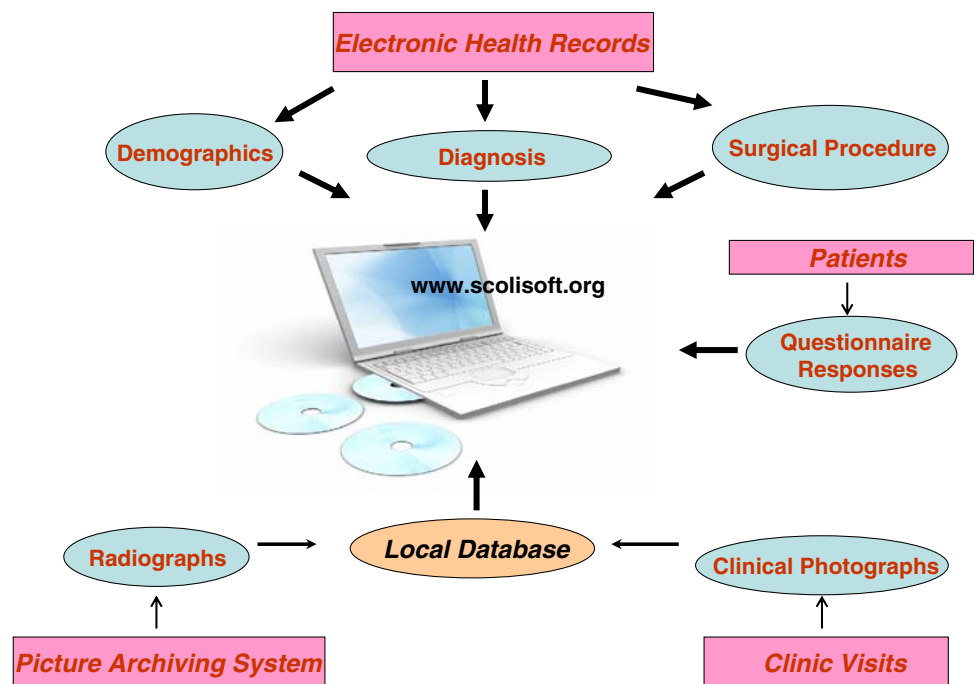 Electronic Health Records
Demographics
Diagnosis
Surgical Procedure
Patients
www.scolisoft.org
Questionnaire
Responses
Radiographs
Local Database
Clinical Photographs
Picture Archiving System
Clinic Visits